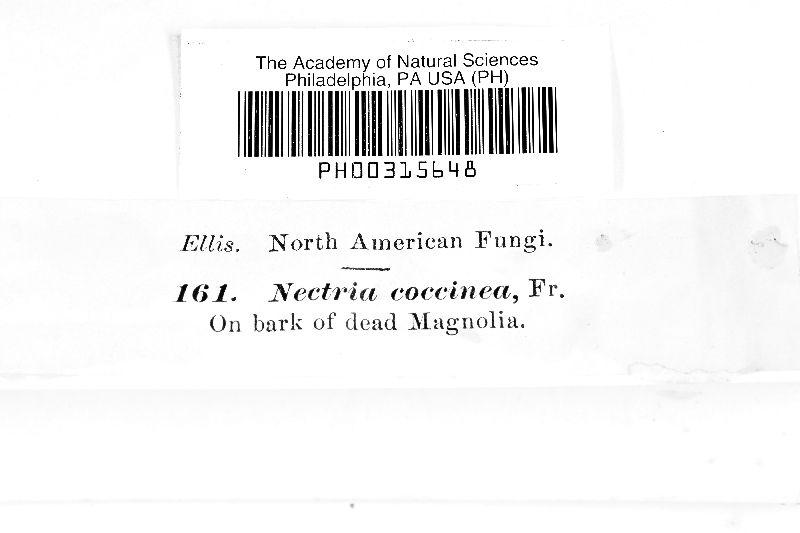 The Academy of Natural Sciences
Philadelphia, PA USA (PH)
PH00315648
Ellis. North American Fungi.
161. Nectria coccinea, Fr.
On bark of dead Magnolia.